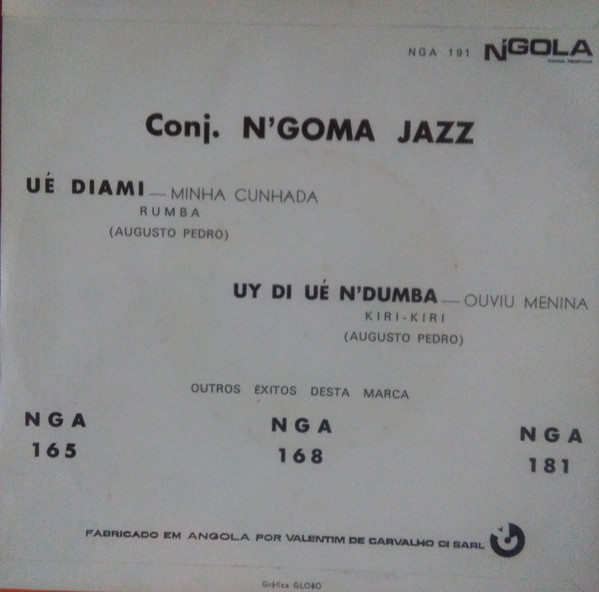 NGA 191 N'GOLA
Conj. N'GOMA JAZZ
UÉ DIAMI — MINHA CUNHADA
RUMBA
(AUGUSTO PEDRO)
UY DI UÉ N'DUMBA — OUVIU MENINA
KIRI-KIRI
(AUGUSTO PEDRO)
OUTROS ÊXITOS DESTA MARCA
NGA
165
NGA
168
NGA
181
FABRICADO EM ANGOLA POR VALENTIM DE CARVALHO CI SARL
Gráfica GLOBO